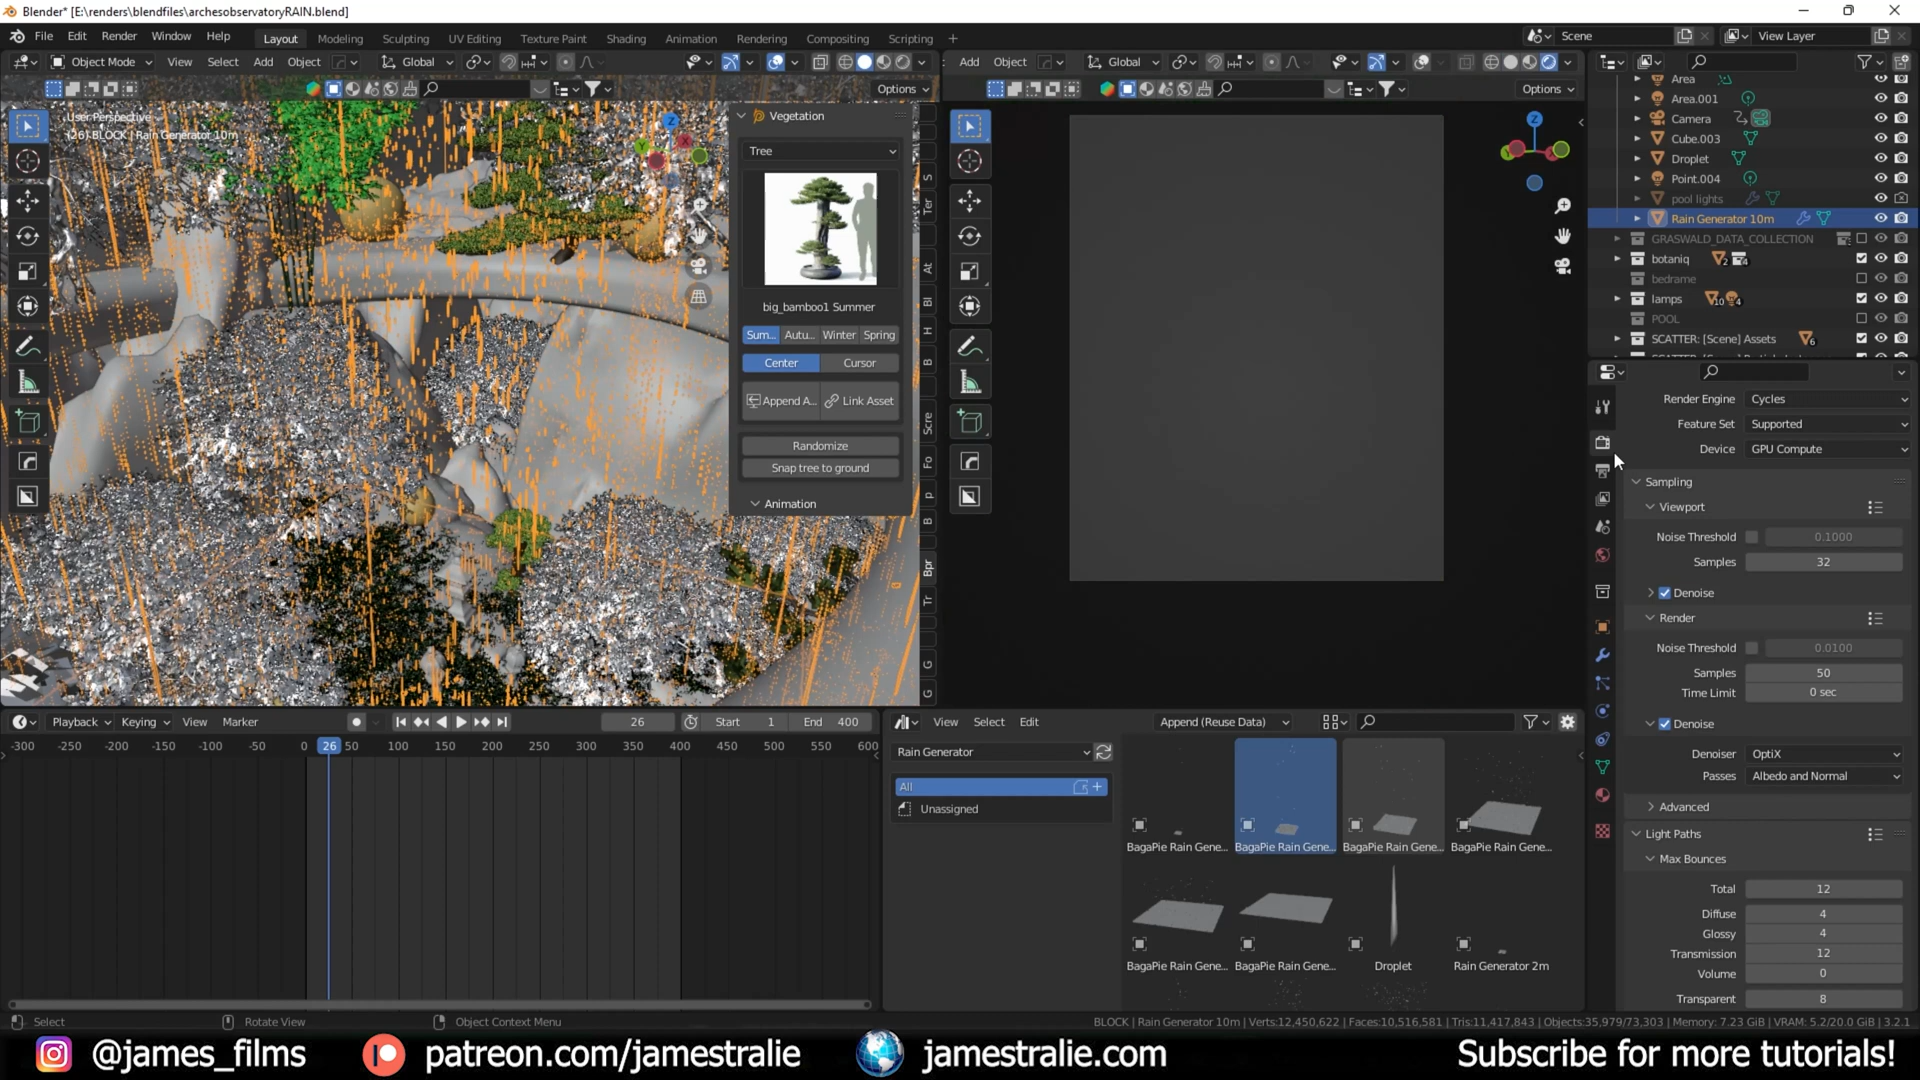 Blender* [E:\renders\blendfiles\archesobservatoryRAIN.blend]
File Edit Render Window Help
Layout Modeling Sculpting UV Editing Texture Paint Shading Animation Rendering Compositing Scripting +
Scene
View Layer
Object Mode View Select Add Object Global
Options
Add Object Global
Options
User Perspective
(26) BLOCK | Rain Generator 10m
Vegetation
Tree
big_bamboo1 Summer
Sum... Autu... Winter Spring
Center Cursor
Append A... Link Asset
Randomize
Snap tree to ground
Animation
S
Ter
At
Bl
H
B
Scre
Fo
p
B
Bpr
Tr
G
G
Area
Area.001
Camera
Cube.003
Droplet
Point.004
pool lights
Rain Generator 10m
GRASWALD_DATA_COLLECTION
botaniq 2 4
bedrame
lamps 10 4
POOL
SCATTER: [Scene] Assets 6
Render Engine Cycles
Feature Set Supported
Device GPU Compute
Sampling
Viewport
Noise Threshold 0.1000
Samples 32
Denoise
Render
Noise Threshold 0.0100
Samples 50
Time Limit 0 sec
Denoise
Denoiser OptiX
Passes Albedo and Normal
Advanced
Light Paths
Max Bounces
Total 12
Diffuse 4
Glossy 4
Transmission 12
Volume 0
Transparent 8
Playback Keying View Marker 26 Start 1 End 400
-300 -250 -200 -150 -100 -50 0 26 50 100 150 200 250 300 350 400 450 500 550 600
View Select Edit Append (Reuse Data)
Rain Generator
All
Unassigned
BagaPie Rain Gene... BagaPie Rain Gene... BagaPie Rain Gene... BagaPie Rain Gene...
BagaPie Rain Gene... BagaPie Rain Gene... Droplet Rain Generator 2m
Select Rotate View Object Context Menu
BLOCK | Rain Generator 10m | Verts:12,450,622 | Faces:10,516,581 | Tris:11,417,843 | Objects:35,979/73,303 | Memory: 7.23 GiB | VRAM: 5.2/20.0 GiB | 3.2.1
@james_films patreon.com/jamestralie jamestralie.com Subscribe for more tutorials!